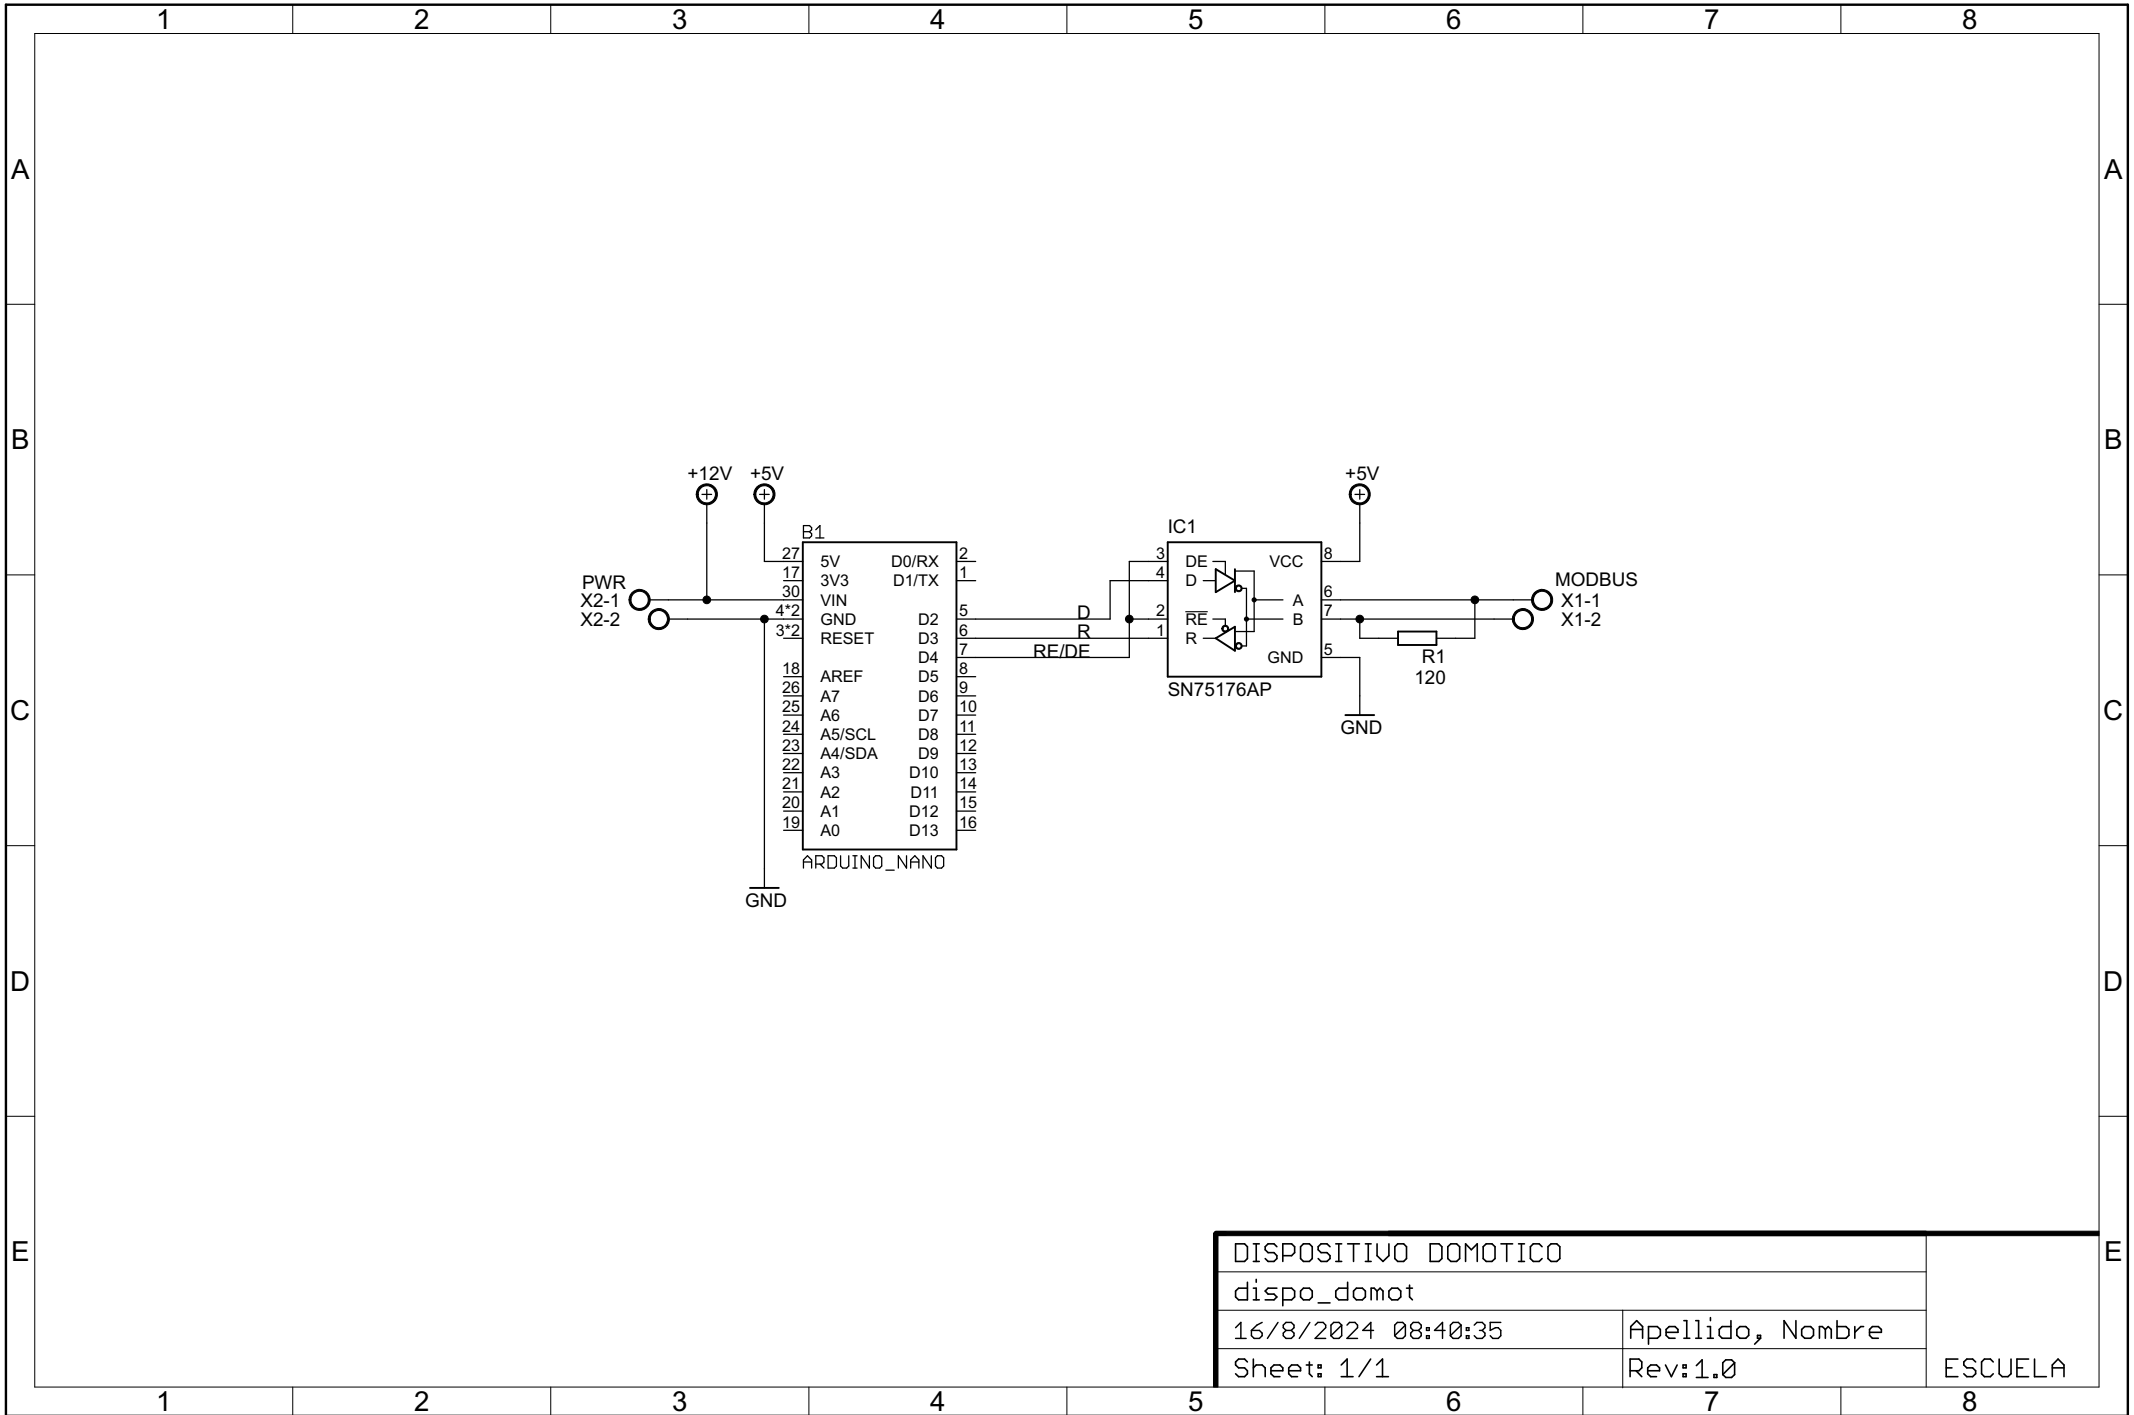 1 2 3 4 5 6 7 8
A A
B B
+12V +5V +5V
B1 IC1
27 5V D0/RX 2
17 3V3 D1/TX 1
30 VIN
4*2 GND D2 5
3*2 RESET D3 6
D4 7
18 AREF D5 8
26 A7 D6 9
25 A6 D7 10
24 A5/SCL D8 11
23 A4/SDA D9 12
22 A3 D10 13
21 A2 D11 14
20 A1 D12 15
19 A0 D13 16
ARDUINO_NANO
PWR
X2-1
X2-2
GND
D
R
RE/DE
3 DE VCC 8
4 D
A 6
2 RE B 7
1 R
GND 5
SN75176AP
GND
MODBUS
X1-1
X1-2
R1
120
C C
D D
E E
DISPOSITIVO DOMOTICO
dispo_domot
16/8/2024 08:40:35 Apellido, Nombre
Sheet: 1/1 Rev:1.0 ESCUELA
1 2 3 4 5 6 7 8